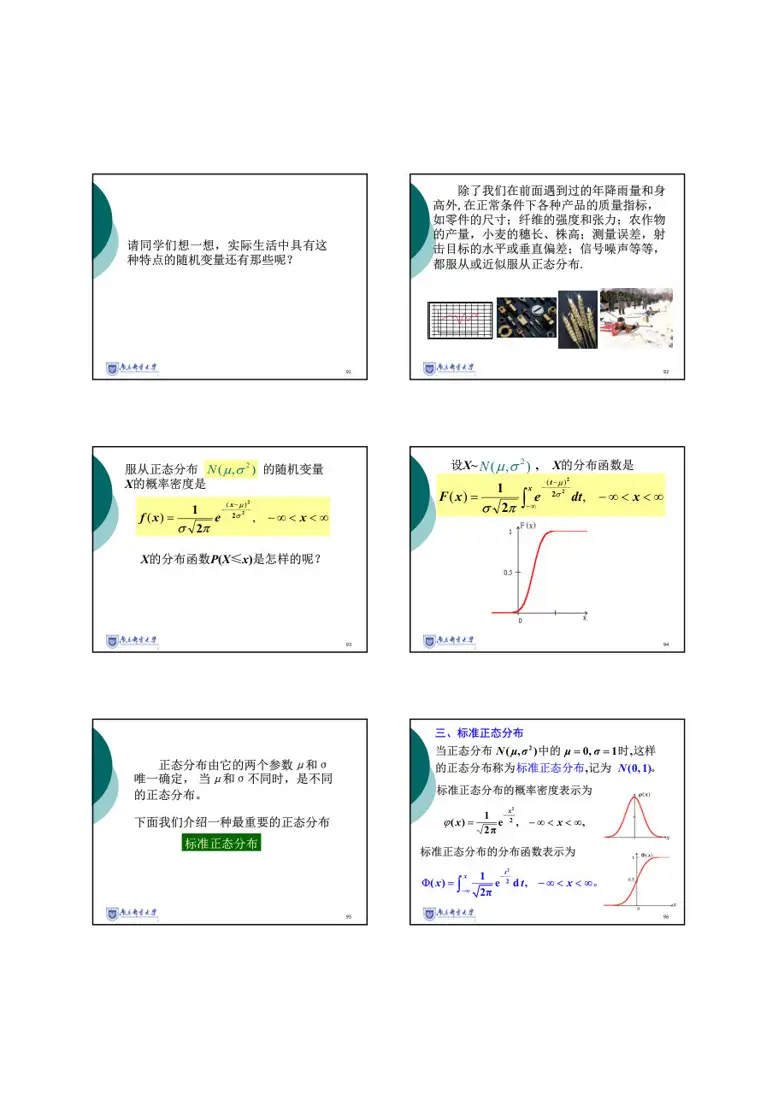 请同学们想一想，实际生活中具有这
种特点的随机变量还有那些呢？
91
除了我们在前面遇到过的年降雨量和身
高外,在正常条件下各种产品的质量指标，
如零件的尺寸；纤维的强度和张力；农作物
的产量，小麦的穗长、株高；测量误差，射
击目标的水平或垂直偏差；信号噪声等等，
都服从或近似服从正态分布.
92
服从正态分布 N(μ,σ²) 的随机变量
X的概率密度是
f(x) = 1/(σ√2π) e^(-(x-μ)²/(2σ²)), -∞ < x < ∞
X的分布函数P(X≤x)是怎样的呢？
93
设X~N(μ,σ²)， X的分布函数是
F(x) = 1/(σ√2π) ∫_{-∞}^{x} e^(-(t-μ)²/(2σ²)) dt, -∞ < x < ∞
F(x)
1
0.5
0
x
94
正态分布由它的两个参数μ和σ
唯一确定， 当μ和σ不同时，是不同
的正态分布。
下面我们介绍一种最重要的正态分布
标准正态分布
95
三、标准正态分布
当正态分布 N(μ,σ²)中的 μ = 0, σ = 1时,这样
的正态分布称为标准正态分布,记为 N(0,1)。
标准正态分布的概率密度表示为
φ(x) = 1/√2π e^(-x²/2), -∞ < x < ∞,
φ(x)
x
标准正态分布的分布函数表示为
Φ(x) = ∫_{-∞}^{x} 1/√2π e^(-t²/2) dt, -∞ < x < ∞。
Φ(x)
1
0.5
0
x
96